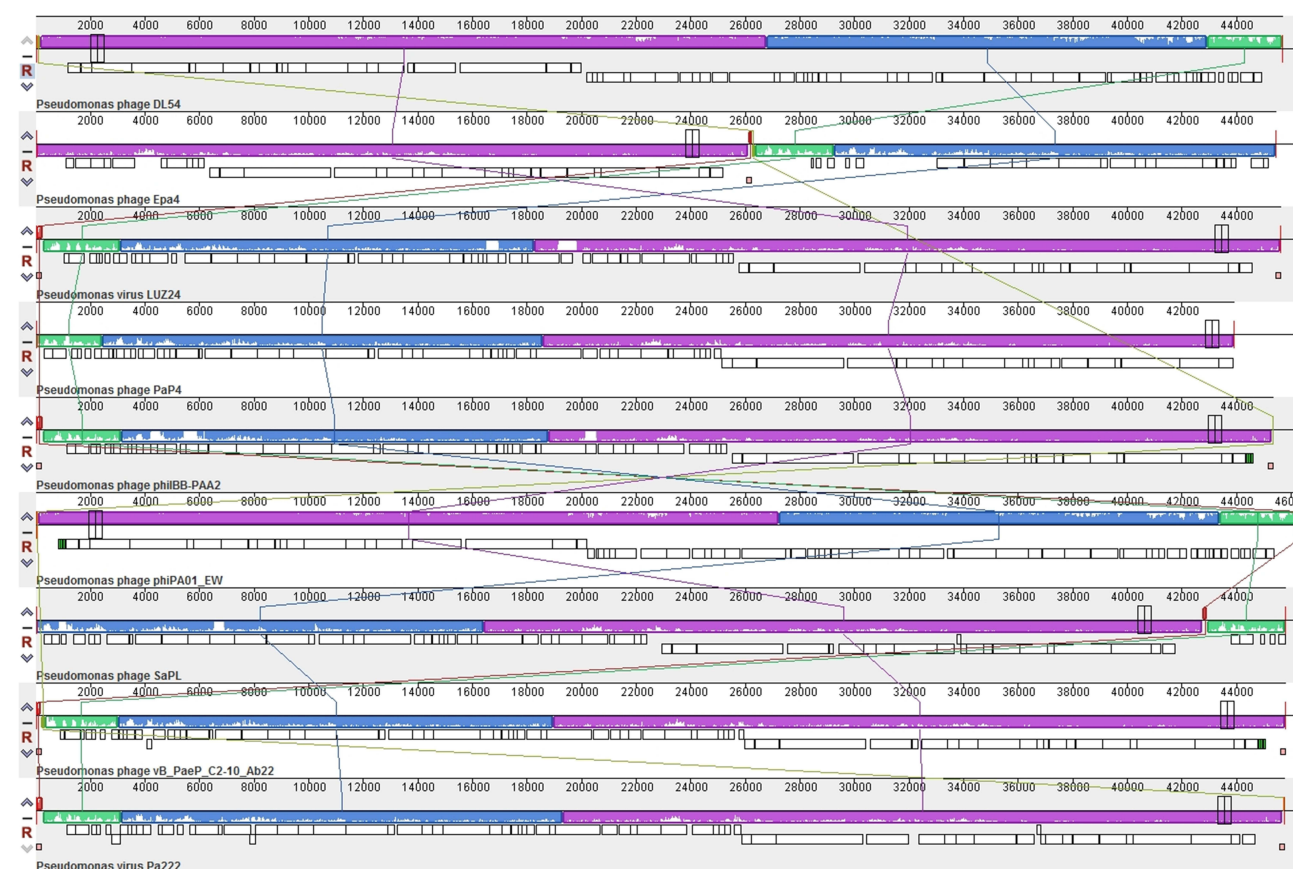 2000 4000 6000 8000 10000 12000 14000 16000 18000 20000 22000 24000 26000 28000 30000 32000 34000 36000 38000 40000 42000 44000
R
Pseudomonas phage DL54
2000 4000 6000 8000 10000 12000 14000 16000 18000 20000 22000 24000 26000 28000 30000 32000 34000 36000 38000 40000 42000 44000
R
Pseudomonas phage Epa4
2000 4000 6000 8000 10000 12000 14000 16000 18000 20000 22000 24000 26000 28000 30000 32000 34000 36000 38000 40000 42000 44000
R
Pseudomonas virus LUZ24
2000 4000 6000 8000 10000 12000 14000 16000 18000 20000 22000 24000 26000 28000 30000 32000 34000 36000 38000 40000 42000
R
Pseudomonas phage PaP4
2000 4000 6000 8000 10000 12000 14000 16000 18000 20000 22000 24000 26000 28000 30000 32000 34000 36000 38000 40000 42000 44000
R
Pseudomonas phage philBB-PAA2
2000 4000 6000 8000 10000 12000 14000 16000 18000 20000 22000 24000 26000 28000 30000 32000 34000 36000 38000 40000 42000 44000
R
Pseudomonas phage phiPA01_EW
2000 4000 6000 8000 10000 12000 14000 16000 18000 20000 22000 24000 26000 28000 30000 32000 34000 36000 38000 40000 42000 44000
R
Pseudomonas phage SaPL
2000 4000 6000 8000 10000 12000 14000 16000 18000 20000 22000 24000 26000 28000 30000 32000 34000 36000 38000 40000 42000 44000
R
Pseudomonas phage vB_PaeP_C2-10_Ab22
2000 4000 6000 8000 10000 12000 14000 16000 18000 20000 22000 24000 26000 28000 30000 32000 34000 36000 38000 40000 42000 44000
R
Pseudomonas virus Pa222